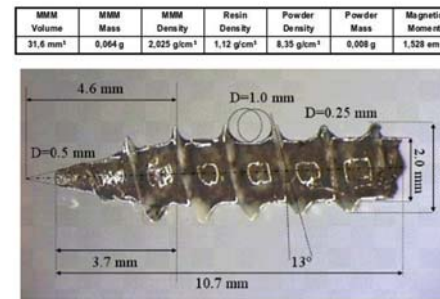 MMM MMM MMM Resin Powder Powder Magnetic
Volume Mass Density Density Density Mass Moment
31,6 mm³ 0,064 g 2,025 g/cm³ 1,12 g/cm³ 8,35 g/cm³ 0,008 g 1,528
4.6 mm
D=1.0 mm
D=0.25 mm
D=0.5 mm
2.0 mm
3.7 mm
13°
10.7 mm